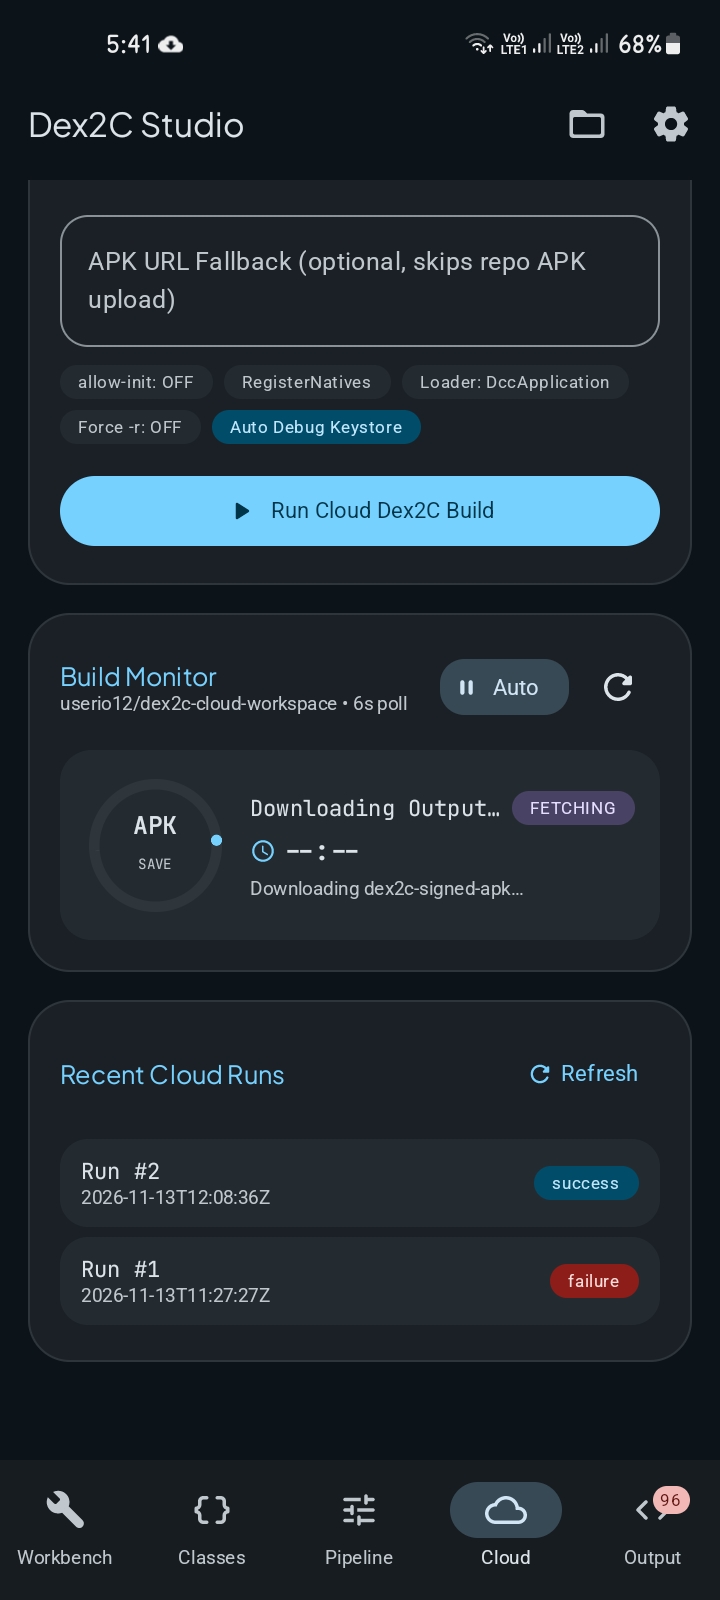 5:41
Vo)) LTE1 Vo)) LTE2 68%
Dex2C Studio
APK URL Fallback (optional, skips repo APK
upload)
allow-init: OFF RegisterNatives Loader: DccApplication
Force -r: OFF Auto Debug Keystore
Run Cloud Dex2C Build
Build Monitor
userio12/dex2c-cloud-workspace • 6s poll
Auto
APK
SAVE
Downloading Output… FETCHING
--:--
Downloading dex2c-signed-apk…
Recent Cloud Runs
Refresh
Run #2
2026-11-13T12:08:36Z
success
Run #1
2026-11-13T11:27:27Z
failure
96
Workbench Classes Pipeline Cloud Output